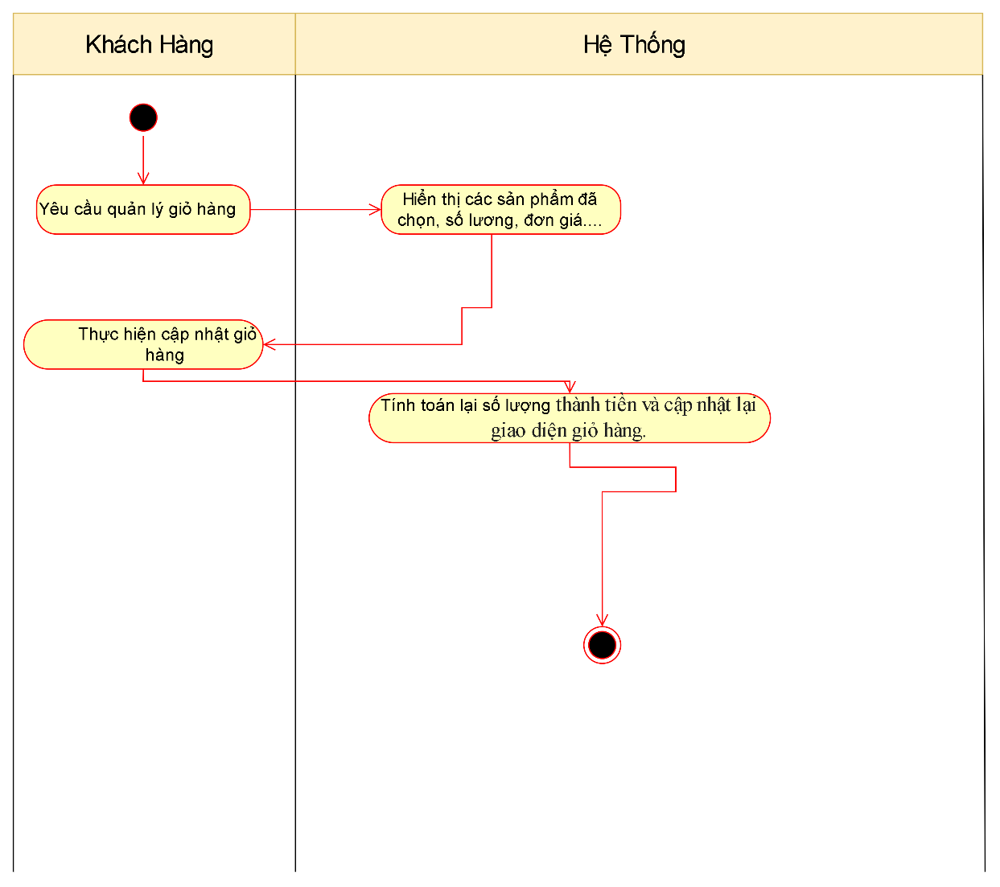 Khách Hàng
Hệ Thống
Yêu cầu quản lý giỏ hàng
Hiển thị các sản phẩm đã
chọn, số lương, đơn giá....
Thực hiện cập nhật giỏ
hàng
Tính toán lại số lượng thành tiền và cập nhật lại
giao diện giỏ hàng.